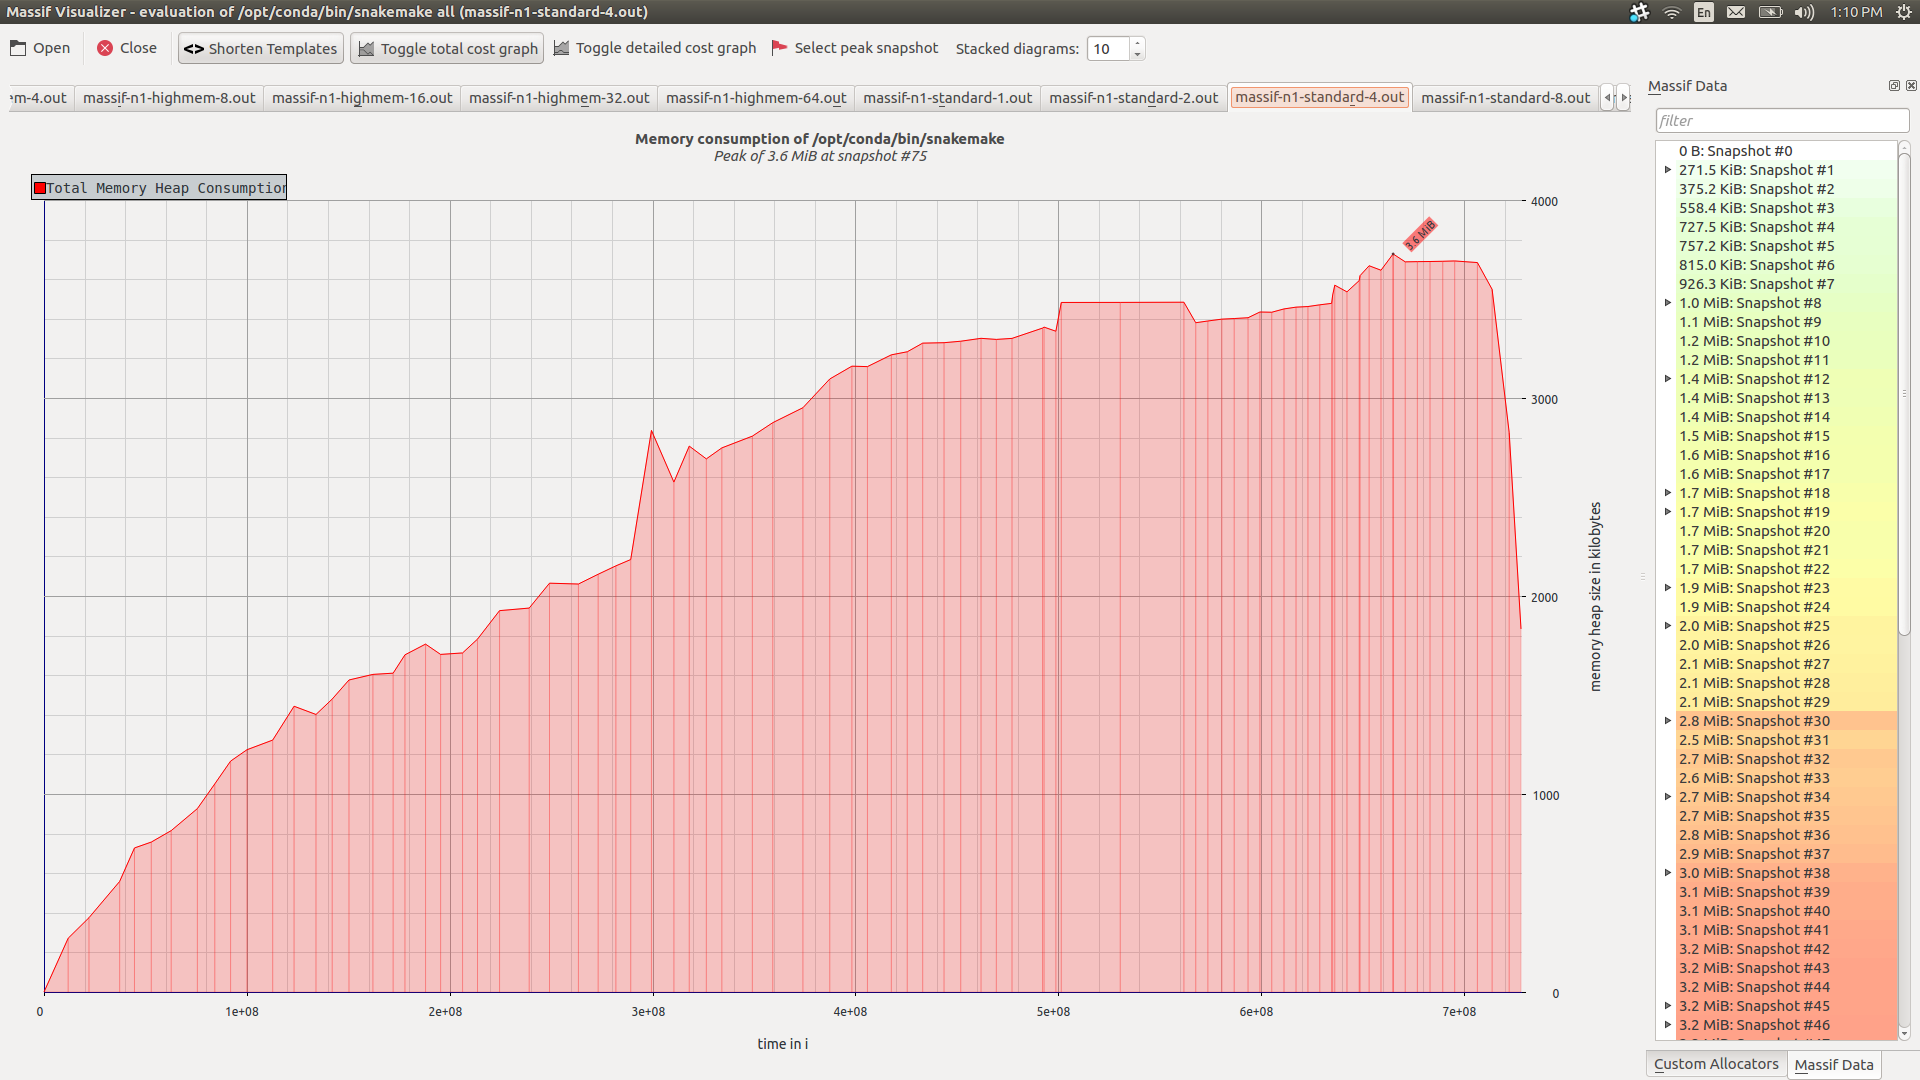 Massif Visualizer - evaluation of /opt/conda/bin/snakemake all (massif-n1-standard-4.out)
En 1:10 PM
Open Close <> Shorten Templates Toggle total cost graph Toggle detailed cost graph Select peak snapshot Stacked diagrams: 10
m-4.out massif-n1-highmem-8.out massif-n1-highmem-16.out massif-n1-highmem-32.out massif-n1-highmem-64.out massif-n1-standard-1.out massif-n1-standard-2.out massif-n1-standard-4.out massif-n1-standard-8.out
Memory consumption of /opt/conda/bin/snakemake
Peak of 3.6 MiB at snapshot #75
Total Memory Heap Consumption
3.6 MiB
4000
3000
2000
1000
0
memory heap size in kilobytes
0 1e+08 2e+08 3e+08 4e+08 5e+08 6e+08 7e+08
time in i
Massif Data
filter
0 B: Snapshot #0
271.5 KiB: Snapshot #1
375.2 KiB: Snapshot #2
558.4 KiB: Snapshot #3
727.5 KiB: Snapshot #4
757.2 KiB: Snapshot #5
815.0 KiB: Snapshot #6
926.3 KiB: Snapshot #7
1.0 MiB: Snapshot #8
1.1 MiB: Snapshot #9
1.2 MiB: Snapshot #10
1.2 MiB: Snapshot #11
1.4 MiB: Snapshot #12
1.4 MiB: Snapshot #13
1.4 MiB: Snapshot #14
1.5 MiB: Snapshot #15
1.6 MiB: Snapshot #16
1.6 MiB: Snapshot #17
1.7 MiB: Snapshot #18
1.7 MiB: Snapshot #19
1.7 MiB: Snapshot #20
1.7 MiB: Snapshot #21
1.7 MiB: Snapshot #22
1.9 MiB: Snapshot #23
1.9 MiB: Snapshot #24
2.0 MiB: Snapshot #25
2.0 MiB: Snapshot #26
2.1 MiB: Snapshot #27
2.1 MiB: Snapshot #28
2.1 MiB: Snapshot #29
2.8 MiB: Snapshot #30
2.5 MiB: Snapshot #31
2.7 MiB: Snapshot #32
2.6 MiB: Snapshot #33
2.7 MiB: Snapshot #34
2.7 MiB: Snapshot #35
2.8 MiB: Snapshot #36
2.9 MiB: Snapshot #37
3.0 MiB: Snapshot #38
3.1 MiB: Snapshot #39
3.1 MiB: Snapshot #40
3.1 MiB: Snapshot #41
3.2 MiB: Snapshot #42
3.2 MiB: Snapshot #43
3.2 MiB: Snapshot #44
3.2 MiB: Snapshot #45
3.2 MiB: Snapshot #46
Custom Allocators Massif Data